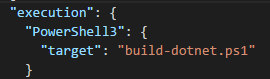 "execution": {
"PowerShell3": {
"target": "build-dotnet.ps1"
}